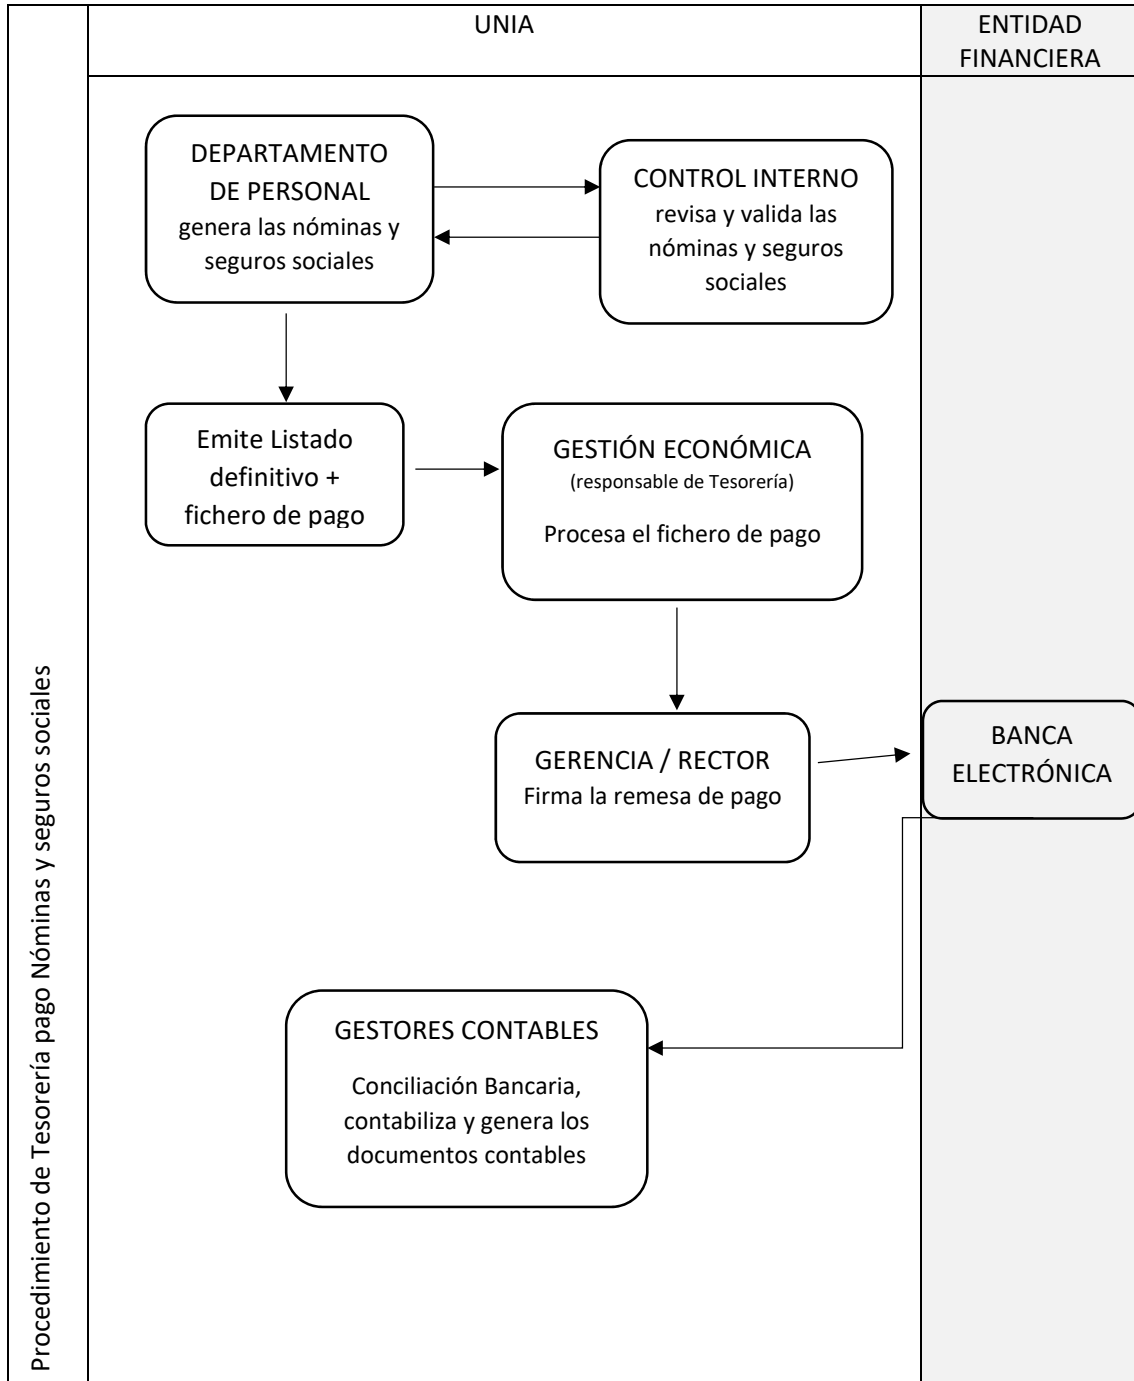 UNIA
ENTIDAD
FINANCIERA
DEPARTAMENTO
DE PERSONAL
genera las nóminas y
seguros sociales
CONTROL INTERNO
revisa y valida las
nóminas y seguros
sociales
Emite Listado
definitivo +
fichero de pago
GESTIÓN ECONÓMICA
(responsable de Tesorería)
Procesa el fichero de pago
GERENCIA / RECTOR
Firma la remesa de pago
BANCA
ELECTRÓNICA
GESTORES CONTABLES
Conciliación Bancaria,
contabiliza y genera los
documentos contables
Procedimiento de Tesorería pago Nóminas y seguros sociales